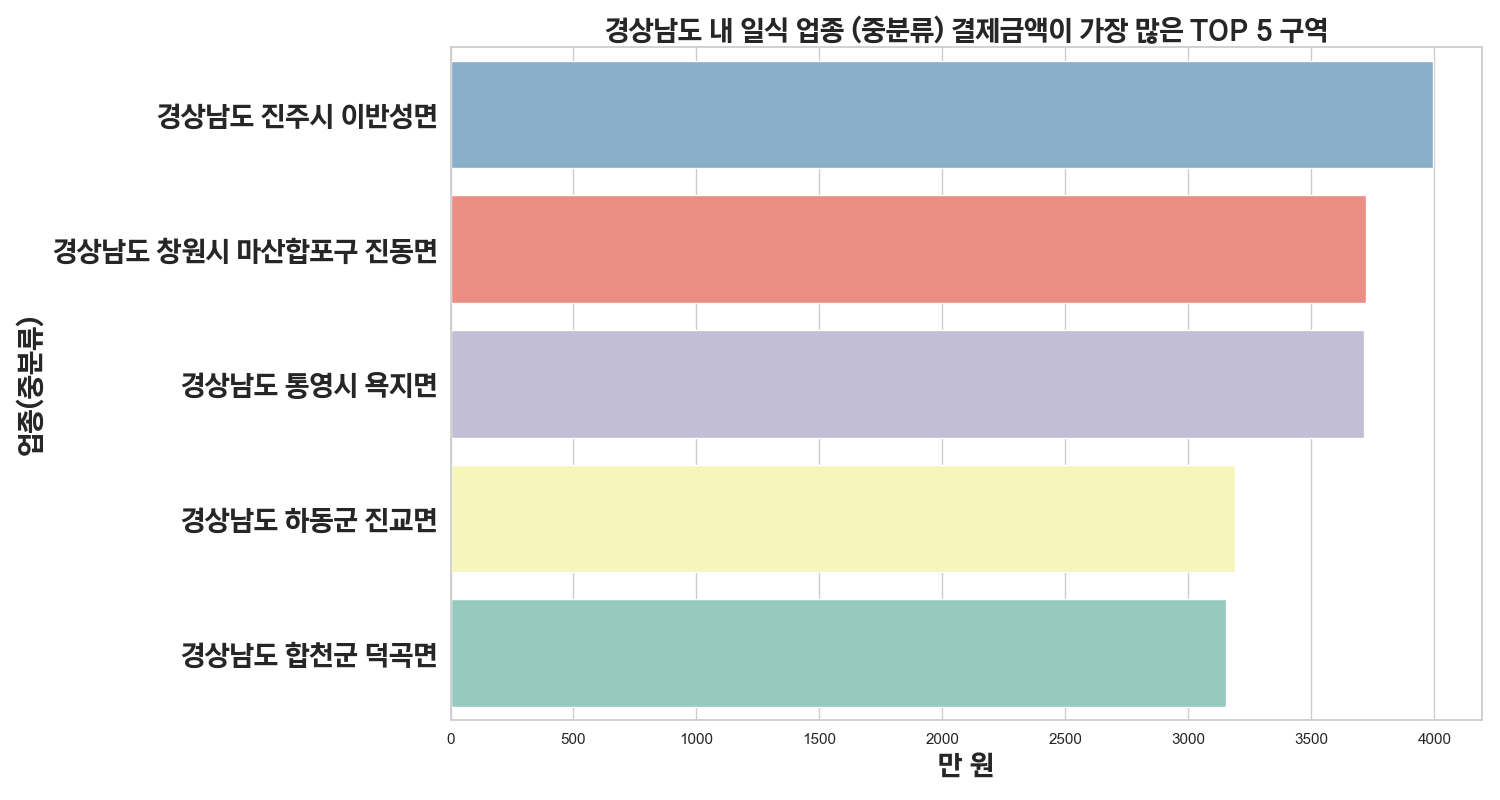 경상남도 내 일식 업종 (중분류) 결제금액이 가장 많은 TOP 5 구역
업종(중분류)
경상남도 진주시 이반성면
경상남도 창원시 마산합포구 진동면
경상남도 통영시 욕지면
경상남도 하동군 진교면
경상남도 합천군 덕곡면
0 500 1000 1500 2000 2500 3000 3500 4000
만 원